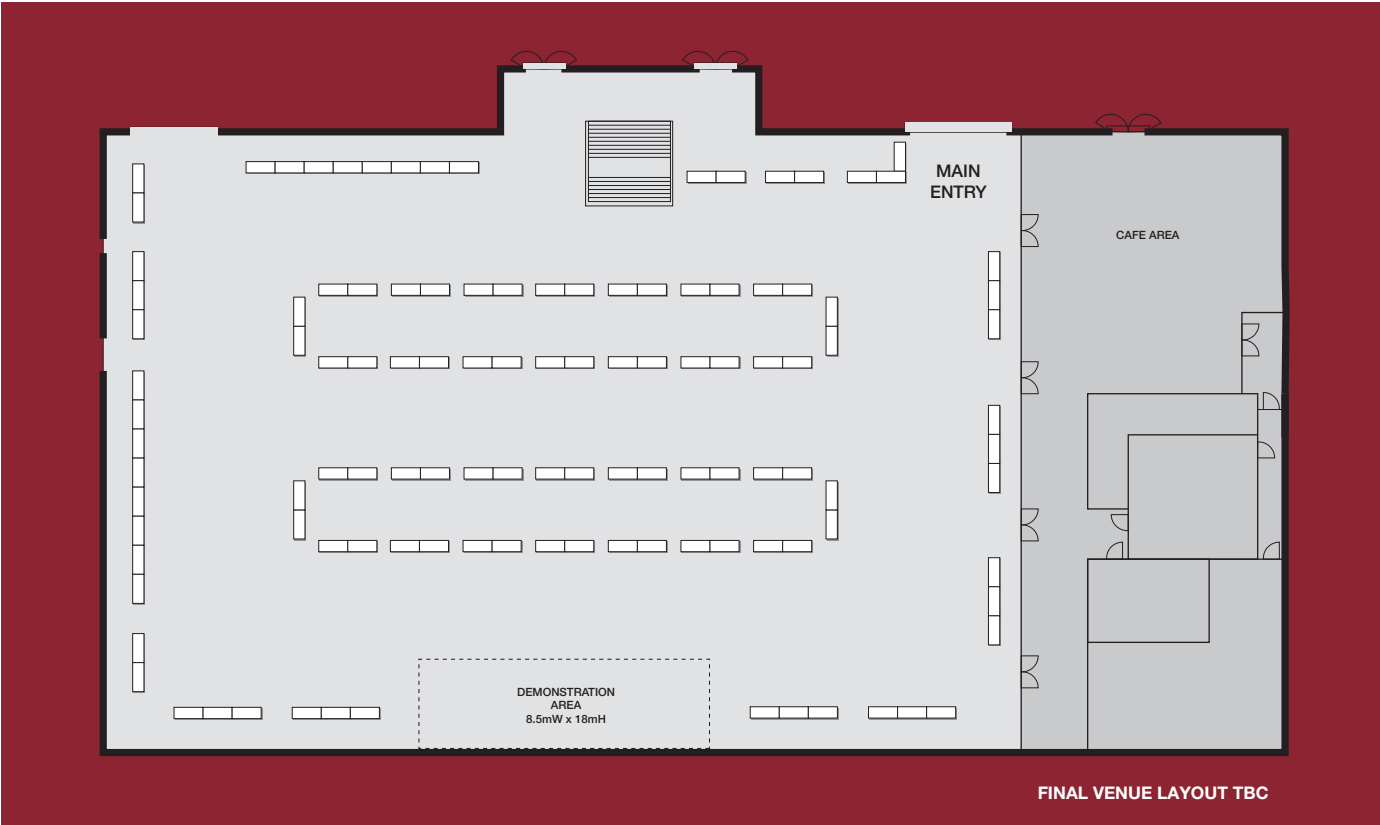 MAIN
ENTRY
CAFE AREA
DEMONSTRATION
AREA
8.5mW x 18mH
FINAL VENUE LAYOUT TBC